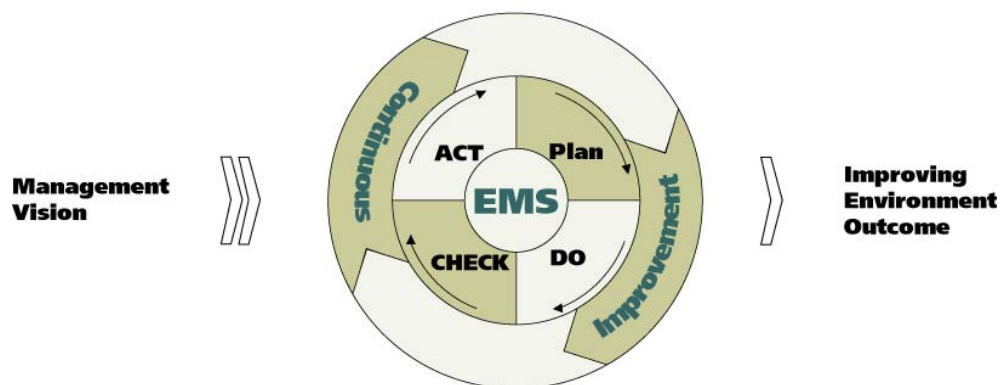 Management
Vision
Continuous
ACT
Plan
EMS
CHECK
DO
Improvement
Improving
Environment
Outcome